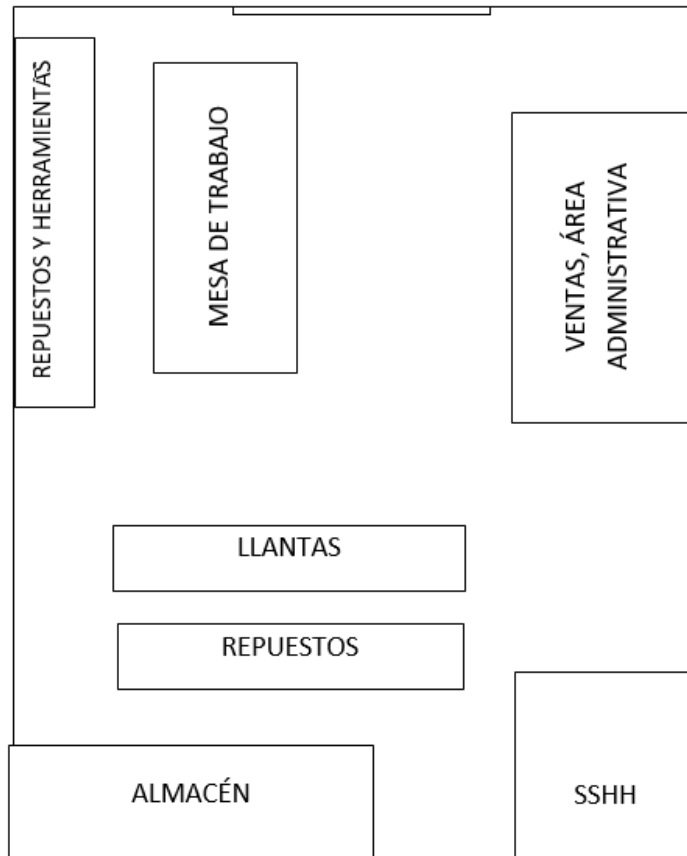 REPUESTOS Y HERRAMIENTAS
MESA DE TRABAJO
VENTAS, ÁREA
ADMINISTRATIVA
LLANTAS
REPUESTOS
ALMACÉN
SSHH